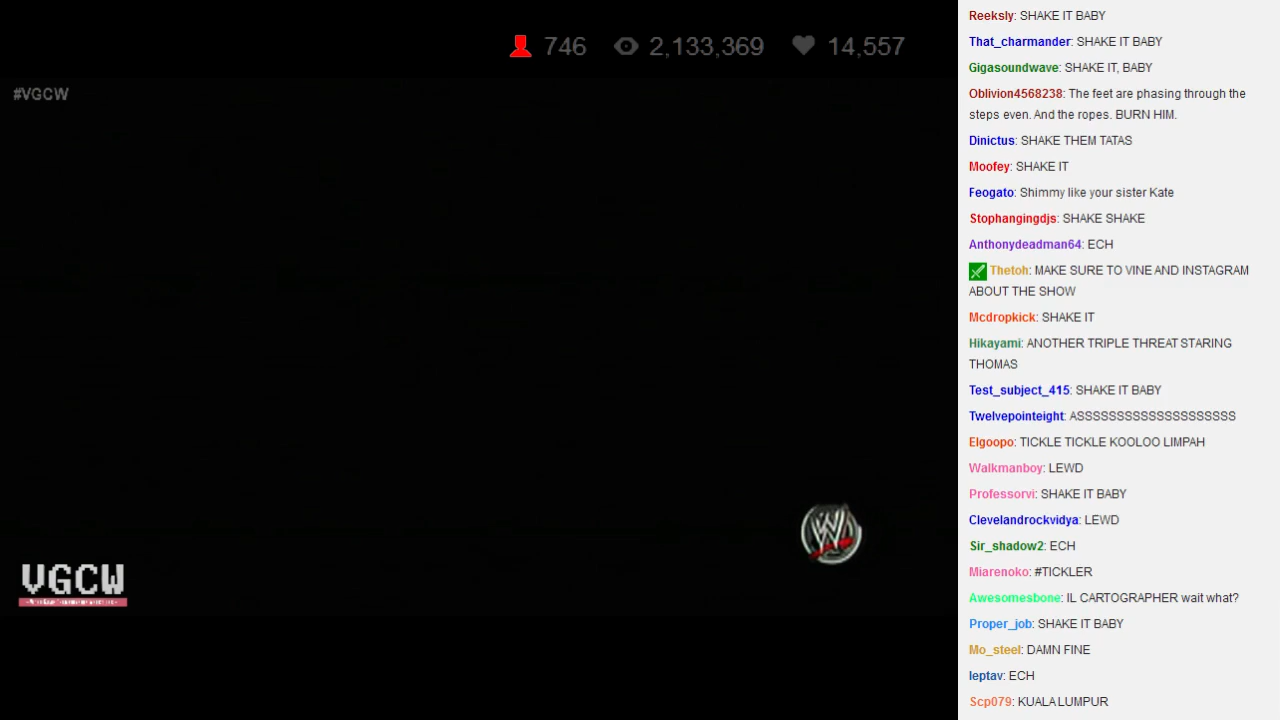 746 2,133,369 14,557
#VGCW
VGCW
Reeksly: SHAKE IT BABY
That_charmander: SHAKE IT BABY
Gigasoundwave: SHAKE IT, BABY
Oblivion4568238: The feet are phasing through the
steps even. And the ropes. BURN HIM.
Dinictus: SHAKE THEM TATAS
Moofey: SHAKE IT
Feogato: Shimmy like your sister Kate
Stophangingdjs: SHAKE SHAKE
Anthonydeadman64: ECH
Thetoh: MAKE SURE TO VINE AND INSTAGRAM
ABOUT THE SHOW
Mcdropkick: SHAKE IT
Hikayami: ANOTHER TRIPLE THREAT STARING
THOMAS
Test_subject_415: SHAKE IT BABY
Twelvepointeight: ASSSSSSSSSSSSSSSSSSSS
Elgoopo: TICKLE TICKLE KOOLOO LIMPAH
Walkmanboy: LEWD
Professorvi: SHAKE IT BABY
Clevelandrockvidya: LEWD
Sir_shadow2: ECH
Miarenoko: #TICKLER
Awesomesbone: IL CARTOGRAPHER wait what?
Proper_job: SHAKE IT BABY
Mo_steel: DAMN FINE
Ieptav: ECH
Scp079: KUALA LUMPUR